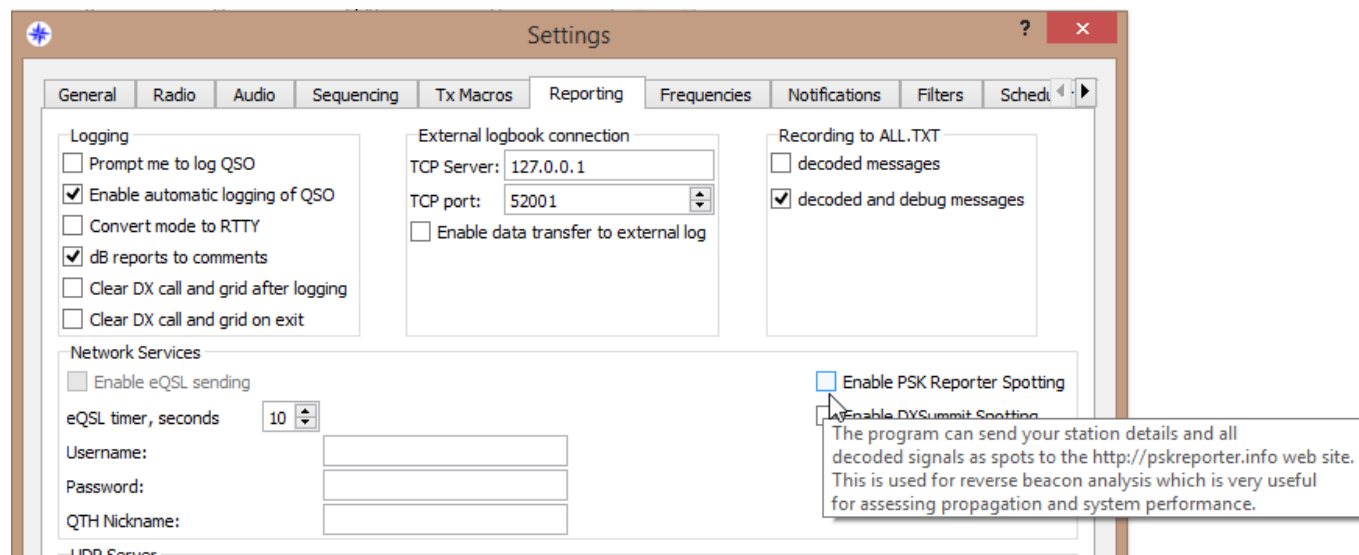 Settings
?
×
General Radio Audio Sequencing Tx Macros Reporting Frequencies Notifications Filters
Logging
Prompt me to log QSO
Enable automatic logging of QSO
Convert mode to RTTY
dB reports to comments
Clear DX call and grid after logging
Clear DX call and grid on exit
External logbook connection
TCP Server: 127.0.0.1
TCP port: 52001
Enable data transfer to external log
Recording to ALL.TXT
decoded messages
decoded and debug messages
Network Services
Enable eQSL sending
eQSL timer, seconds 10
Username:
Password:
QTH Nickname:
Enable PSK Reporter Spotting
Enable DXSummit Spotting
The program can send your station details and all
decoded signals as spots to the http://pskreporter.info web site.
This is used for reverse beacon analysis which is very useful
for assessing propagation and system performance.
UDP Server